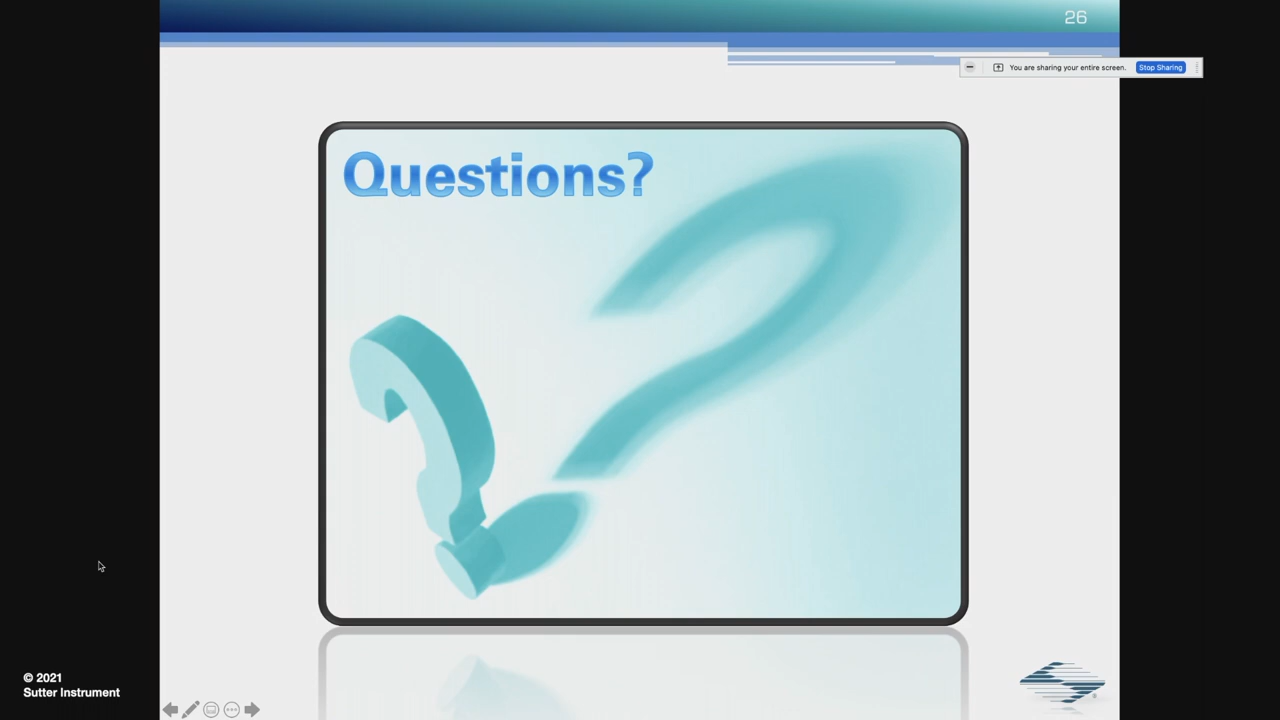 26
You are sharing your entire screen. Stop Sharing
Questions?
© 2021
Sutter Instrument